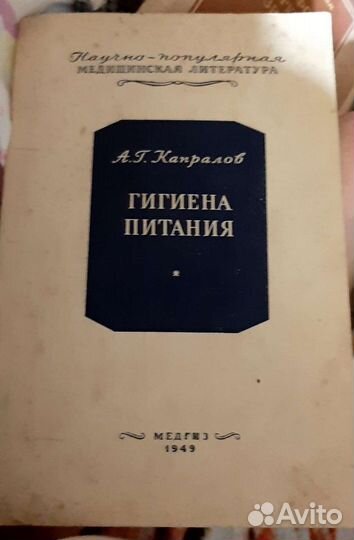 Научно-популярная
МЕДИЦИНСКАЯ ЛИТЕРАТУРА
А.Г. Капралов
ГИГИЕНА
ПИТАНИЯ
МЕДГИЗ
1949
Avito